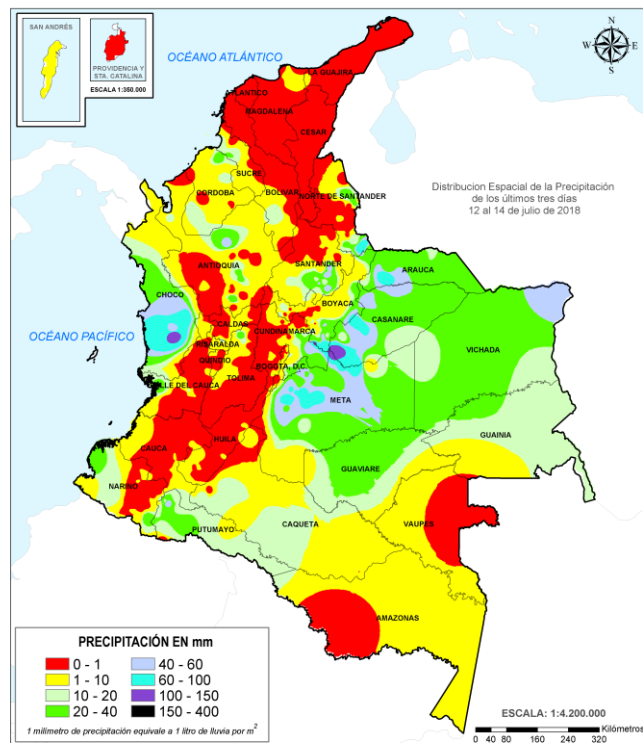 SAN ANDRÉS
PROVIDENCIA Y
STA. CATALINA
ESCALA 1:350.000
OCÉANO ATLÁNTICO
N
W E
S
LA GUAJIRA
ATLANTICO
MAGDALENA
CESAR
SUCRE
CORDOBA
BOLIVAR
NORTE DE SANTANDER
Distribucion Espacial de la Precipitación
de los últimos tres días
12 al 14 de julio de 2018
ANTIOQUIA
SANTANDER
ARAUCA
CHOCO
BOYACA
CASANARE
OCÉANO PACÍFICO
CALDAS
CUNDINAMARCA
VICHADA
RISARALDA
QUINDIO
BOGOTA, D.C.
TOLIMA
VALLE DEL CAUCA
META
CAUCA
HUILA
GUAINIA
GUAVIARE
NARIÑO
PUTUMAYO
CAQUETA
VAUPES
AMAZONAS
PRECIPITACIÓN EN mm
0 - 1 40 - 60
1 - 10 60 - 100
10 - 20 100 - 150
20 - 40 150 - 400
1 milimetro de precipitación equivale a 1 litro de lluvia por m²
ESCALA: 1:4.200.000
Kilómetros
0 40 80 160 240 320